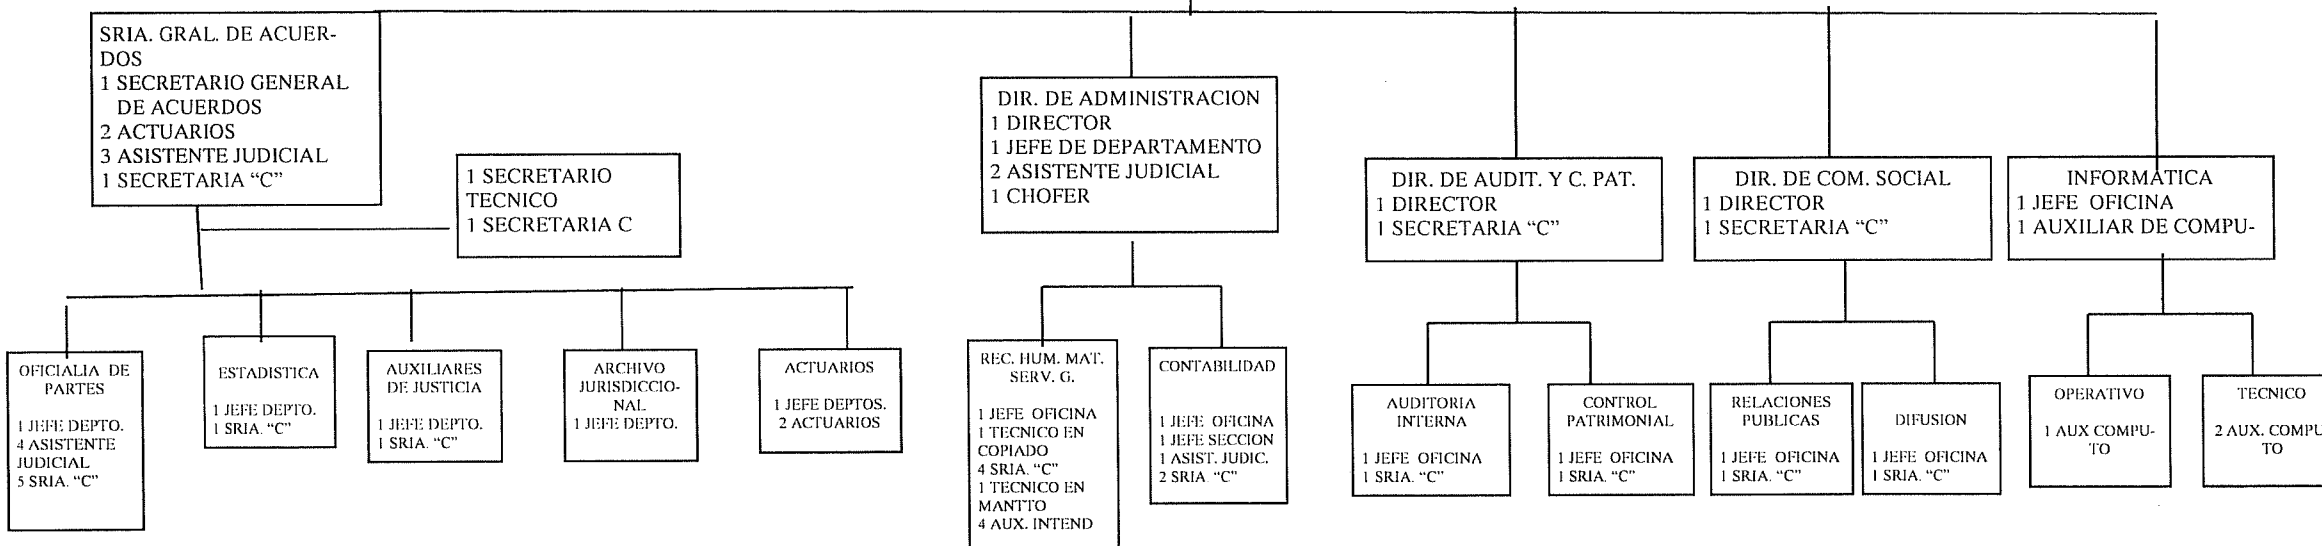 SRIA. GRAL. DE ACUER-
DOS
1 SECRETARIO GENERAL
DE ACUERDOS
2 ACTUARIOS
3 ASISTENTE JUDICIAL
1 SECRETARIA “C”
1 SECRETARIO
TECNICO
1 SECRETARIA C
DIR. DE ADMINISTRACION
1 DIRECTOR
1 JEFE DE DEPARTAMENTO
2 ASISTENTE JUDICIAL
1 CHOFER
DIR. DE AUDIT. Y C. PAT.
1 DIRECTOR
1 SECRETARIA “C”
DIR. DE COM. SOCIAL
1 DIRECTOR
1 SECRETARIA “C”
INFORMATICA
1 JEFE OFICINA
1 AUXILIAR DE COMPU-
OFICIALIA DE
PARTES
1 JEFE DEPTO.
4 ASISTENTE
JUDICIAL
5 SRIA. “C”
ESTADISTICA
1 JEFE DEPTO.
1 SRIA. “C”
AUXILIARES
DE JUSTICIA
1 JEFE DEPTO.
1 SRIA. “C”
ARCHIVO
JURISDICCIO-
NAL
1 JEFE DEPTO.
ACTUARIOS
1 JEFE DEPTOS.
2 ACTUARIOS
REC. HUM. MAT.
SERV. G.
1 JEFE OFICINA
1 TECNICO EN
COPIADO
4 SRIA. “C”
1 TECNICO EN
MANTTO
4 AUX. INTEND
CONTABILIDAD
1 JEFE OFICINA
1 JEFE SECCION
1 ASIST. JUDIC.
2 SRIA. “C”
AUDITORIA
INTERNA
1 JEFE OFICINA
1 SRIA. “C”
CONTROL
PATRIMONIAL
1 JEFE OFICINA
1 SRIA. “C”
RELACIONES
PUBLICAS
1 JEFE OFICINA
1 SRIA. “C”
DIFUSION
1 JEFE OFICINA
1 SRIA. “C”
OPERATIVO
1 AUX COMPU-
TO
TECNICO
2 AUX. COMPU
TO